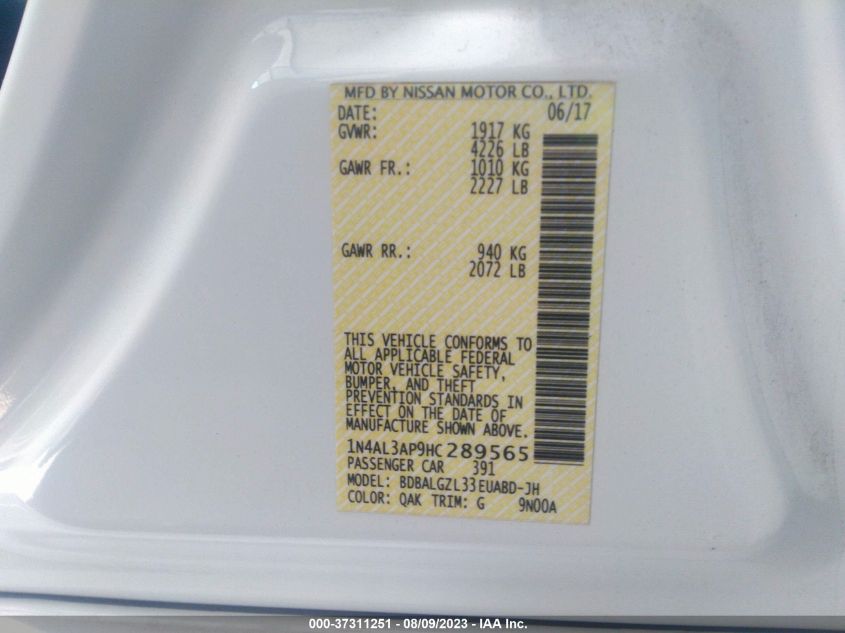 MFD BY NISSAN MOTOR CO., LTD.
DATE: 06/17
GVWR: 1917 KG
4226 LB
GAWR FR.: 1010 KG
2227 LB
GAWR RR.: 940 KG
2072 LB
THIS VEHICLE CONFORMS TO
ALL APPLICABLE FEDERAL
MOTOR VEHICLE SAFETY,
BUMPER, AND THEFT
PREVENTION STANDARDS IN
EFFECT ON THE DATE OF
MANUFACTURE SHOWN ABOVE.
1N4AL3AP9HC289565
PASSENGER CAR 391
MODEL: BDBALGZL33EUABD-JH
COLOR: QAK TRIM: G 9N00A
000-37311251 - 08/09/2023 - IAA Inc.